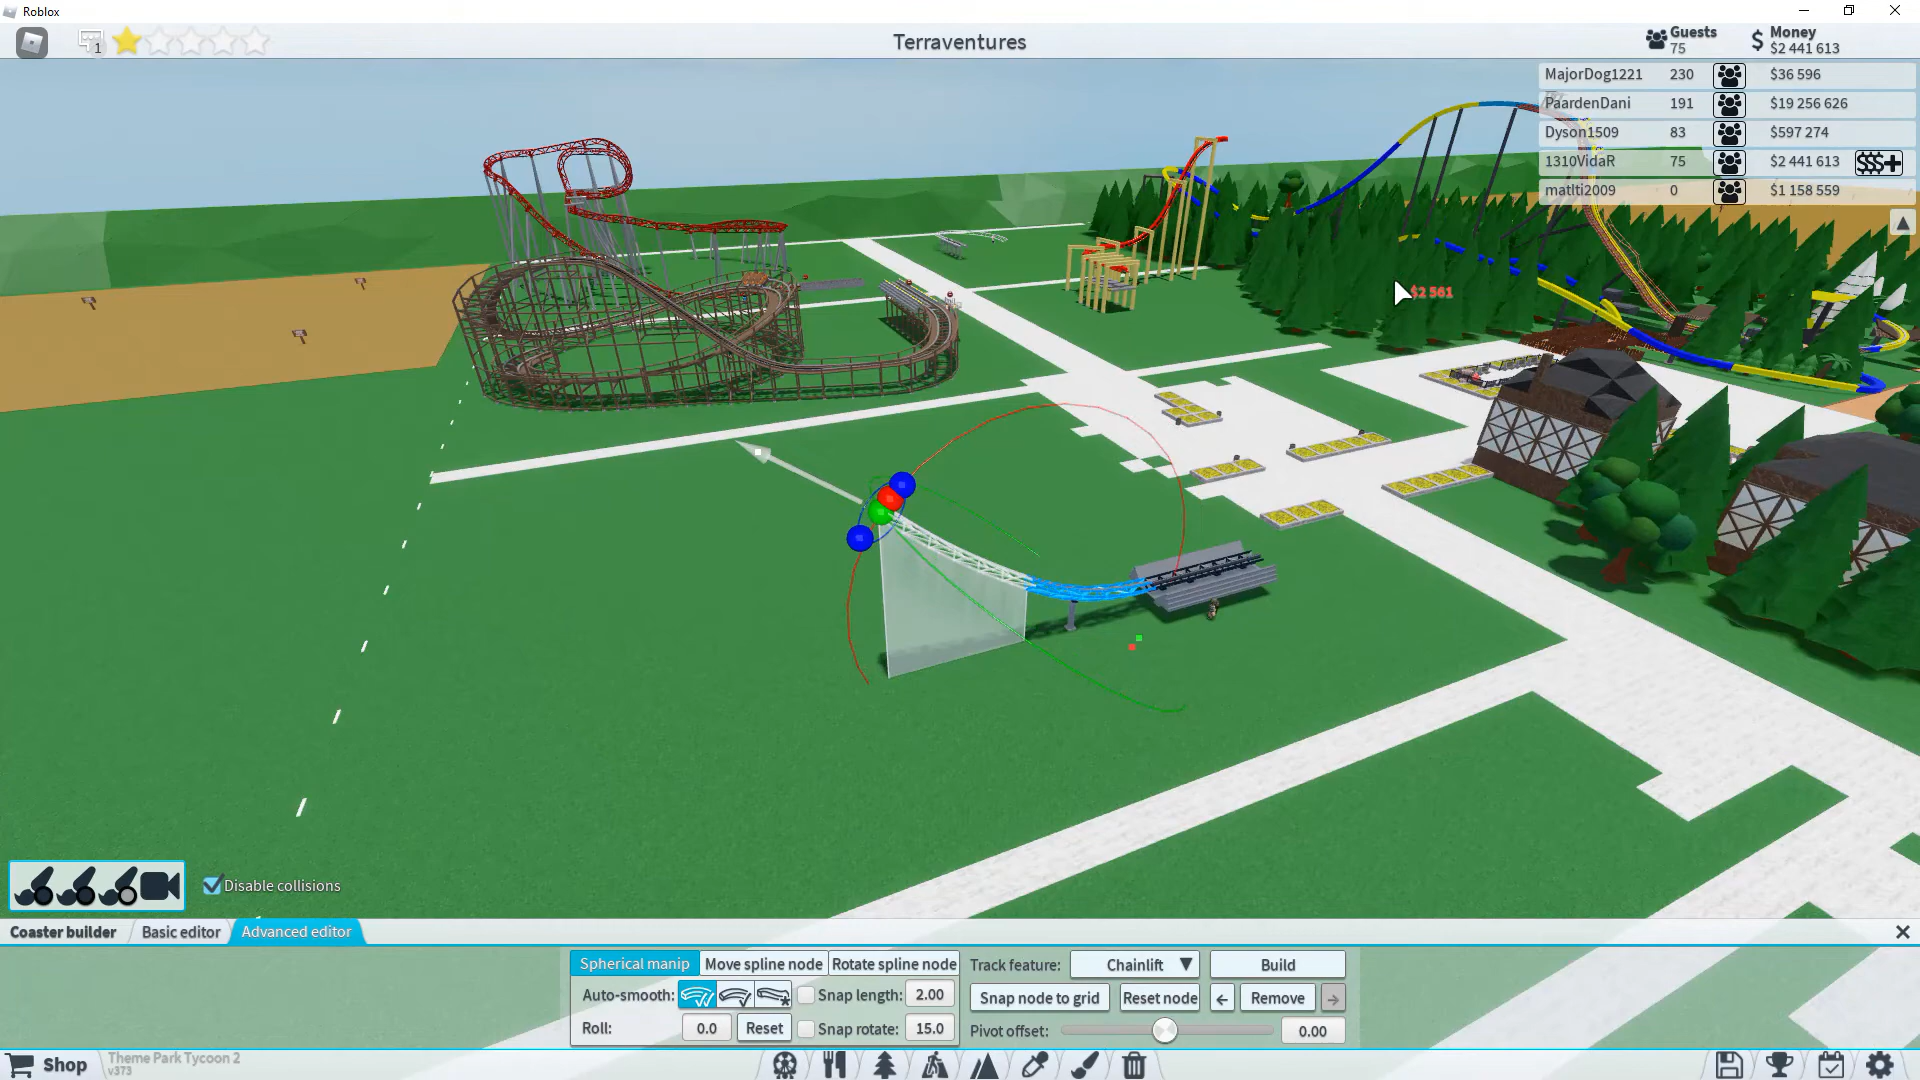 Roblox
1
Terraventures
Guests
75
$ Money
$2 441 613
MajorDog1221 230 $36 596
PaardenDani 191 $19 256 626
Dyson1509 83 $597 274
1310VidaR 75 $2 441 613 $$$+
matlti2009 0 $1 158 559
$2 561
Disable collisions
Coaster builder Basic editor Advanced editor
Spherical manip Move spline node Rotate spline node
Auto-smooth: Snap length: 2.00
Roll: 0.0 Reset Snap rotate: 15.0
Track feature: Chainlift Build
Snap node to grid Reset node ← Remove →
Pivot offset: 0.00
Shop
Theme Park Tycoon 2
v373